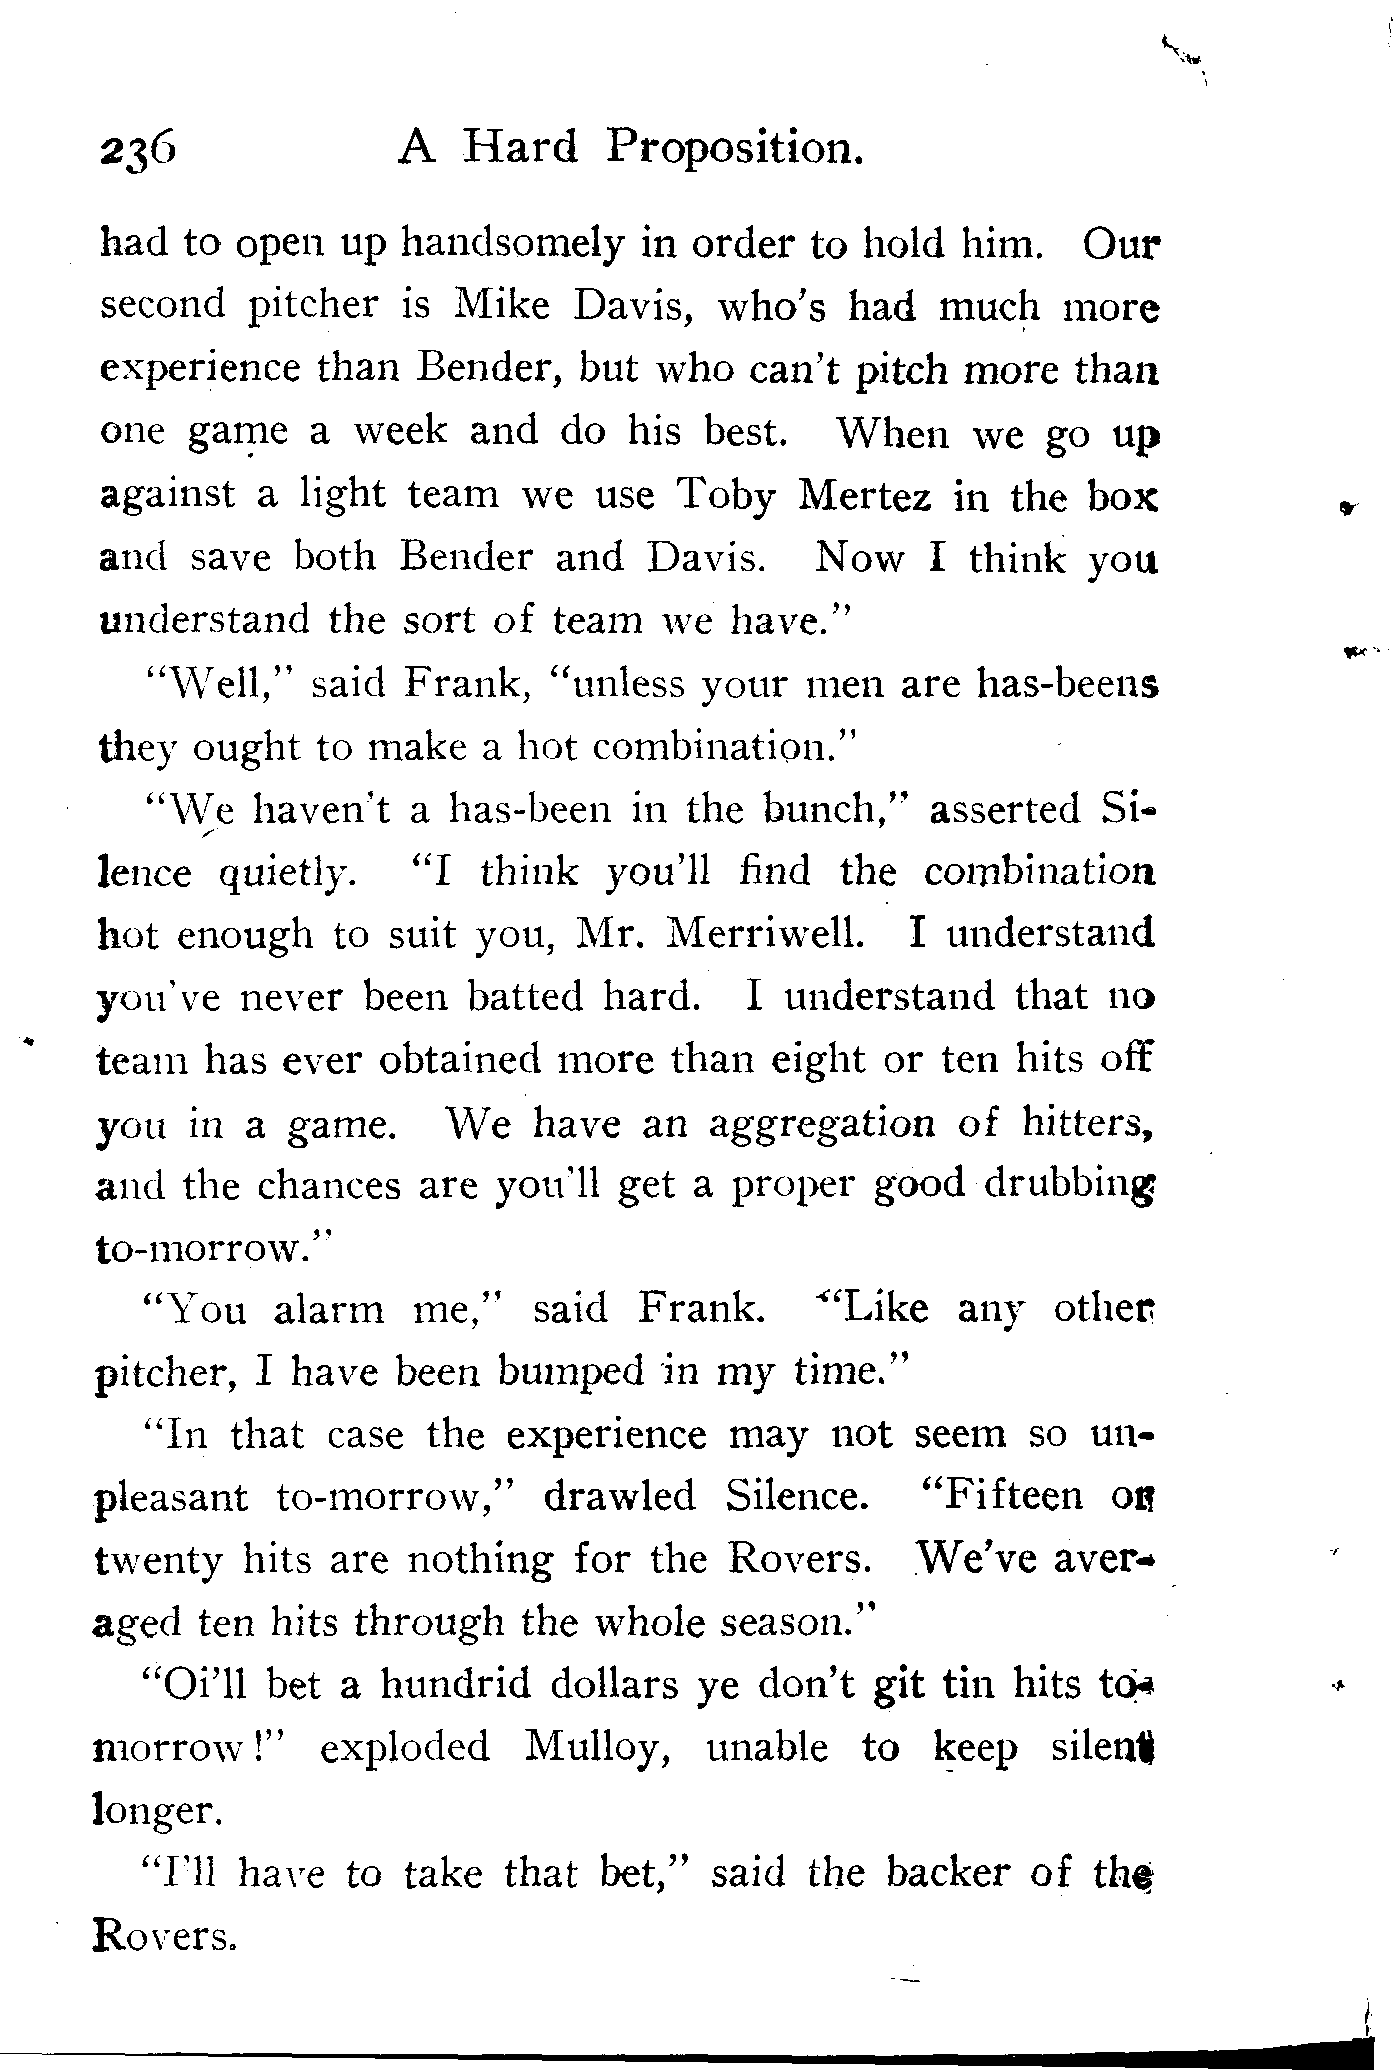 236 A Hard Proposition.
had to open up handsomely in order to hold him. Our
second pitcher is Mike Davis, who's had much more
experience than Bender, but who can't pitch more than
one game a week and do his best. When we go up
against a light team we use Toby Mertez in the box
and save both Bender and Davis. Now I think you
understand the sort of team we have."
"Well," said Frank, "unless your men are has-beens
they ought to make a hot combination."
"We haven't a has-been in the bunch," asserted Si-
lence quietly. "I think you'll find the combination
hot enough to suit you, Mr. Merriwell. I understand
you've never been batted hard. I understand that no
team has ever obtained more than eight or ten hits off
you in a game. We have an aggregation of hitters,
and the chances are you'll get a proper good drubbing
to-morrow."
"You alarm me," said Frank. "Like any other
pitcher, I have been bumped in my time."
"In that case the experience may not seem so un-
pleasant to-morrow," drawled Silence. "Fifteen or
twenty hits are nothing for the Rovers. We've aver-
aged ten hits through the whole season."
"Oi'll bet a hundrid dollars ye don't git tin hits to-
morrow!" exploded Mulloy, unable to keep silent
longer.
"I'll have to take that bet," said the backer of the
Rovers.